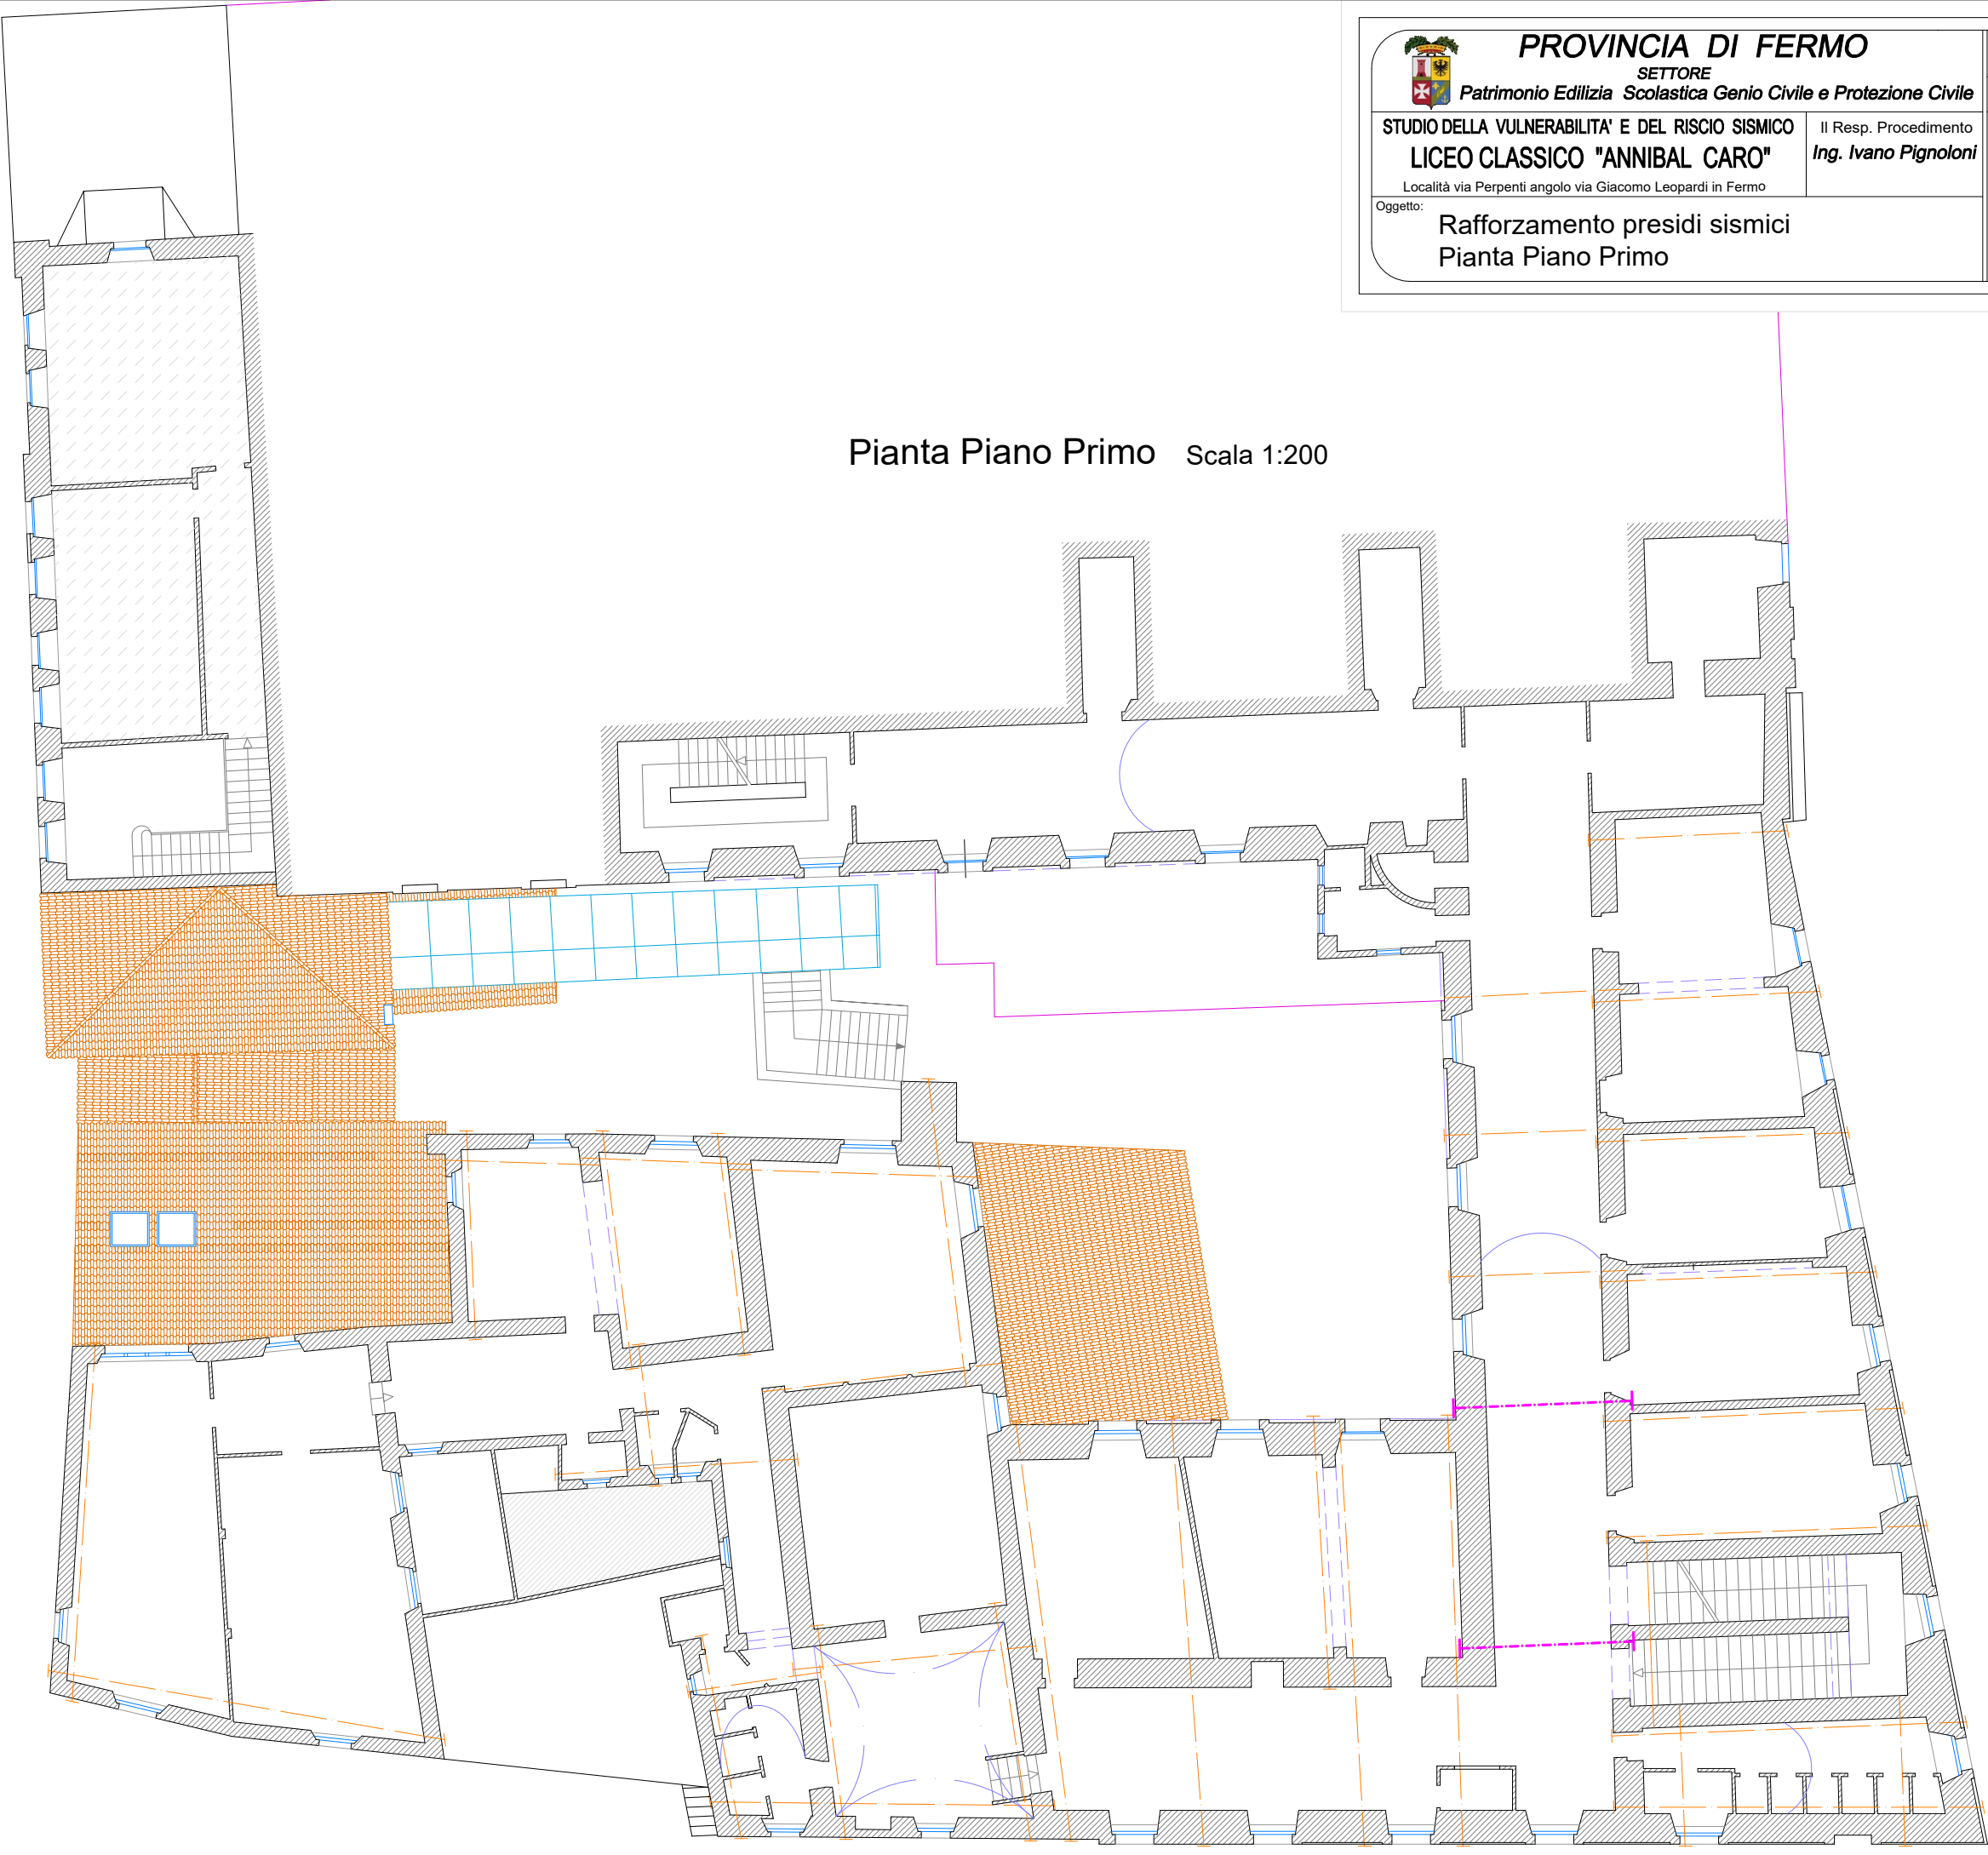 PROVINCIA DI FERMO
SETTORE
Patrimonio Edilizia Scolastica Genio Civile e Protezione Civile
STUDIO DELLA VULNERABILITA' E DEL RISCIO SISMICO
LICEO CLASSICO "ANNIBAL CARO"
Località via Perpenti angolo via Giacomo Leopardi in Fermo
Il Resp. Procedimento
Ing. Ivano Pignoloni
Oggetto:
Rafforzamento presidi sismici
Pianta Piano Primo
Pianta Piano Primo Scala 1:200